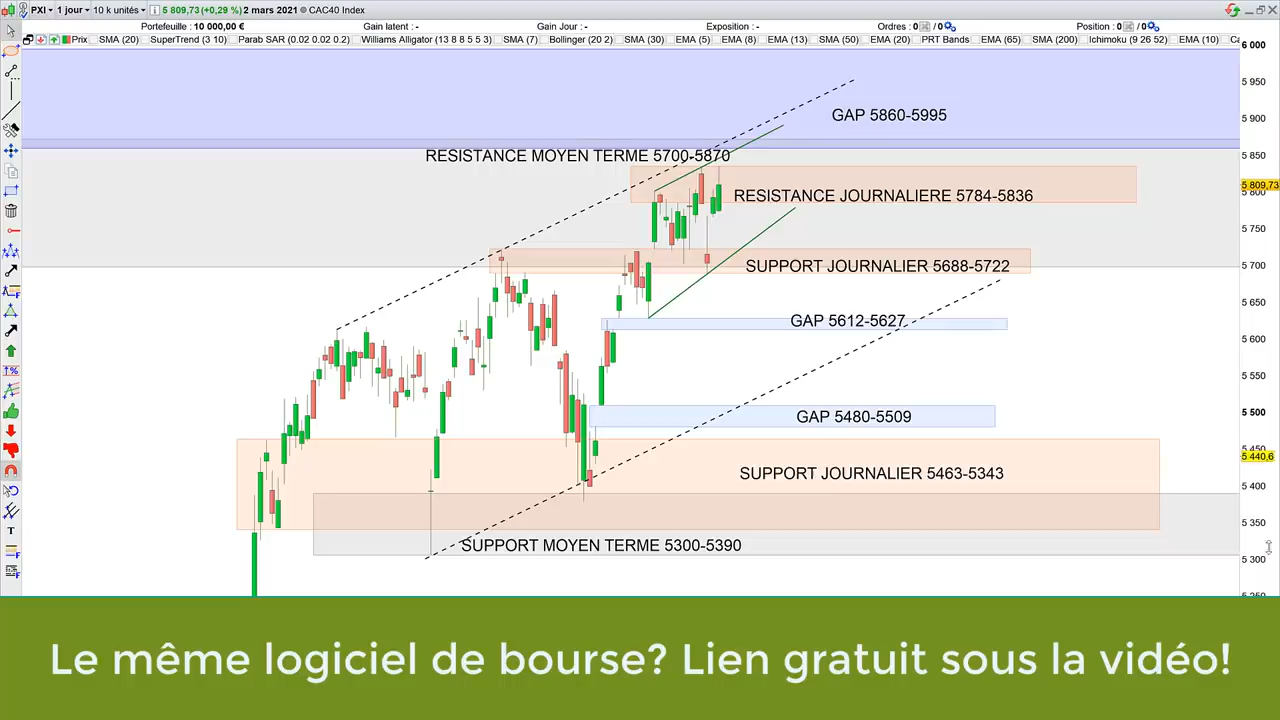 PXI 1 jour 10 k unités 5 809,73 (+0,29 %) 2 mars 2021 CAC40 Index
Portefeuille : 10 000,00 € Gain latent : - Gain Jour : - Exposition : - Ordres : 0 / 0 Position : 0 / 0
Prix SMA (20) SuperTrend (3 10) Parab SAR (0.02 0.02 0.2) Williams Alligator (13 8 8 5 5 3) SMA (7) Bollinger (20 2) SMA (30) EMA (5) EMA (8) EMA (13) SMA (50) EMA (20) PRT Bands EMA (65) SMA (200) Ichimoku (9 26 52) EMA (10)
6 000
5 950
GAP 5860-5995
5 900
RESISTANCE MOYEN TERME 5700-5870
5 850
5 809,73
5 800
RESISTANCE JOURNALIERE 5784-5836
5 750
SUPPORT JOURNALIER 5688-5722
5 700
5 650
GAP 5612-5627
5 600
5 550
5 500
GAP 5480-5509
5 450
5 440,6
SUPPORT JOURNALIER 5463-5343
5 400
5 350
SUPPORT MOYEN TERME 5300-5390
5 300
5 250
Le même logiciel de bourse? Lien gratuit sous la vidéo!